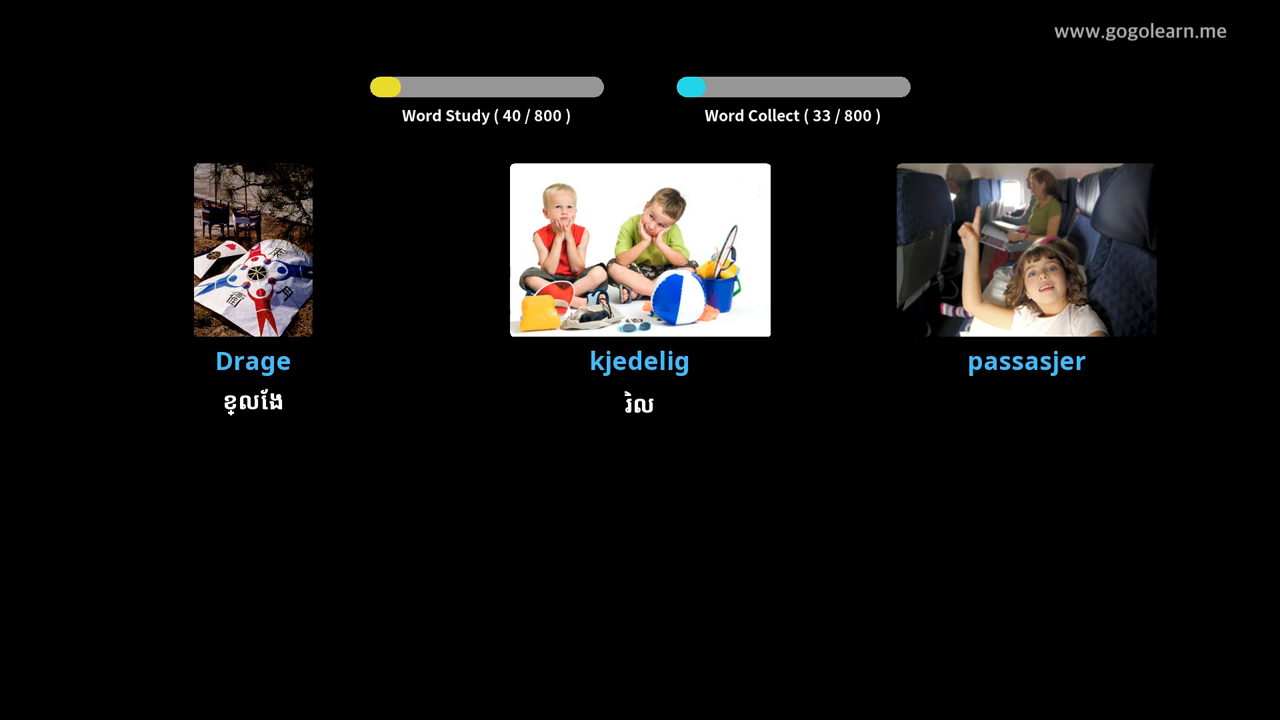 www.gogolearn.me
Word Study ( 40 / 800 )
Word Collect ( 33 / 800 )
Drage
kjedelig
passasjer
ខ្លែង
រិល